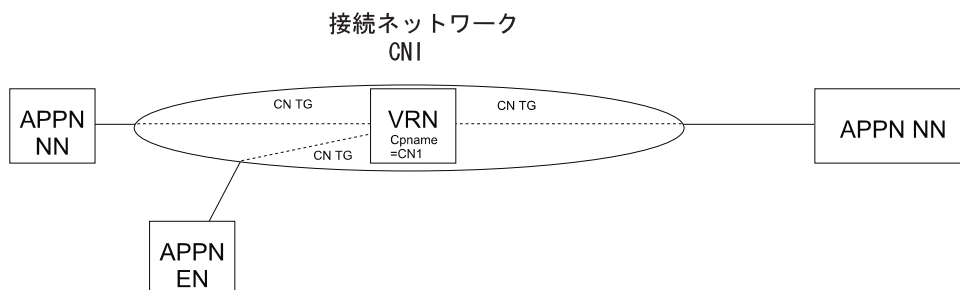 接続ネットワーク
CNI
CN TG
CN TG
APPN
NN
VRN
Cpname
=CN1
APPN NN
CN TG
APPN
EN